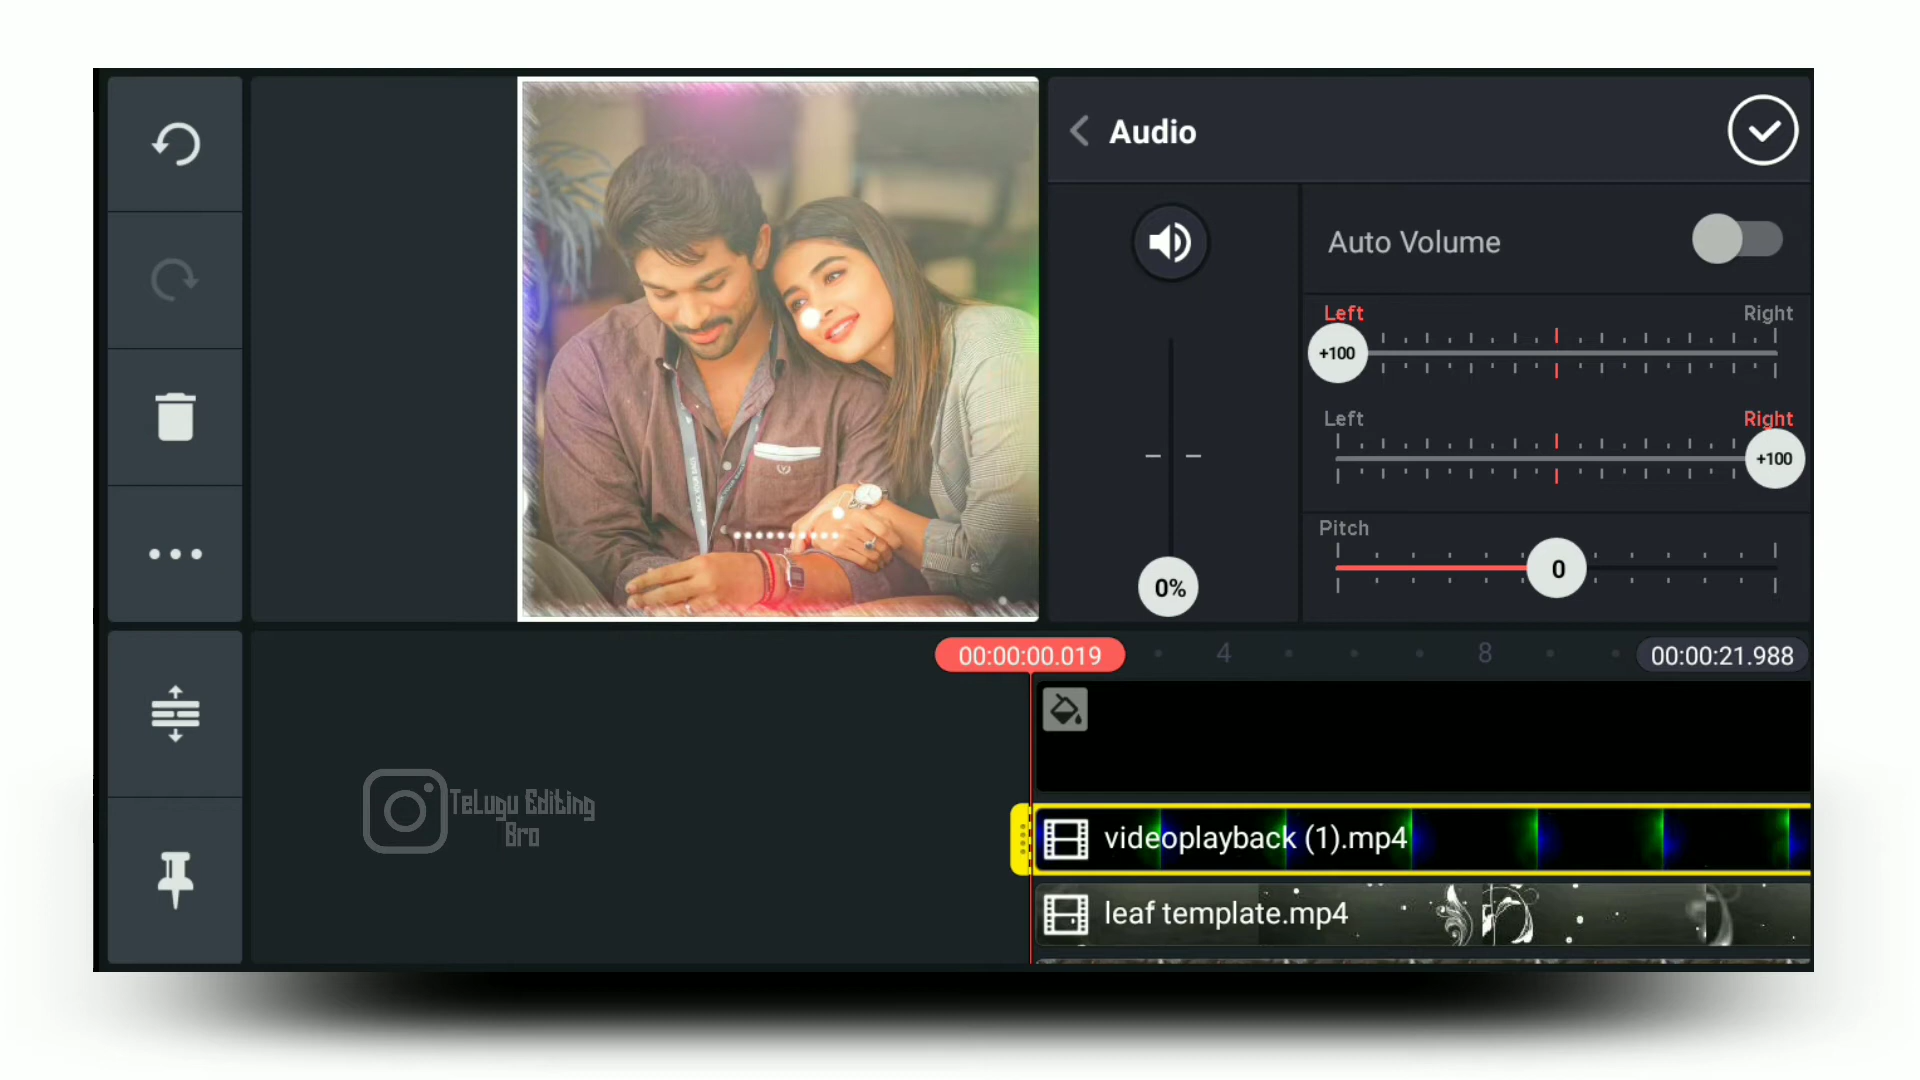 Audio
Auto Volume
Left Right
+100
Left Right
+100
Pitch
0
0%
00:00:00.019 4 8 00:00:21.988
videoplayback (1).mp4
leaf template.mp4
Telugu Editing
Bro